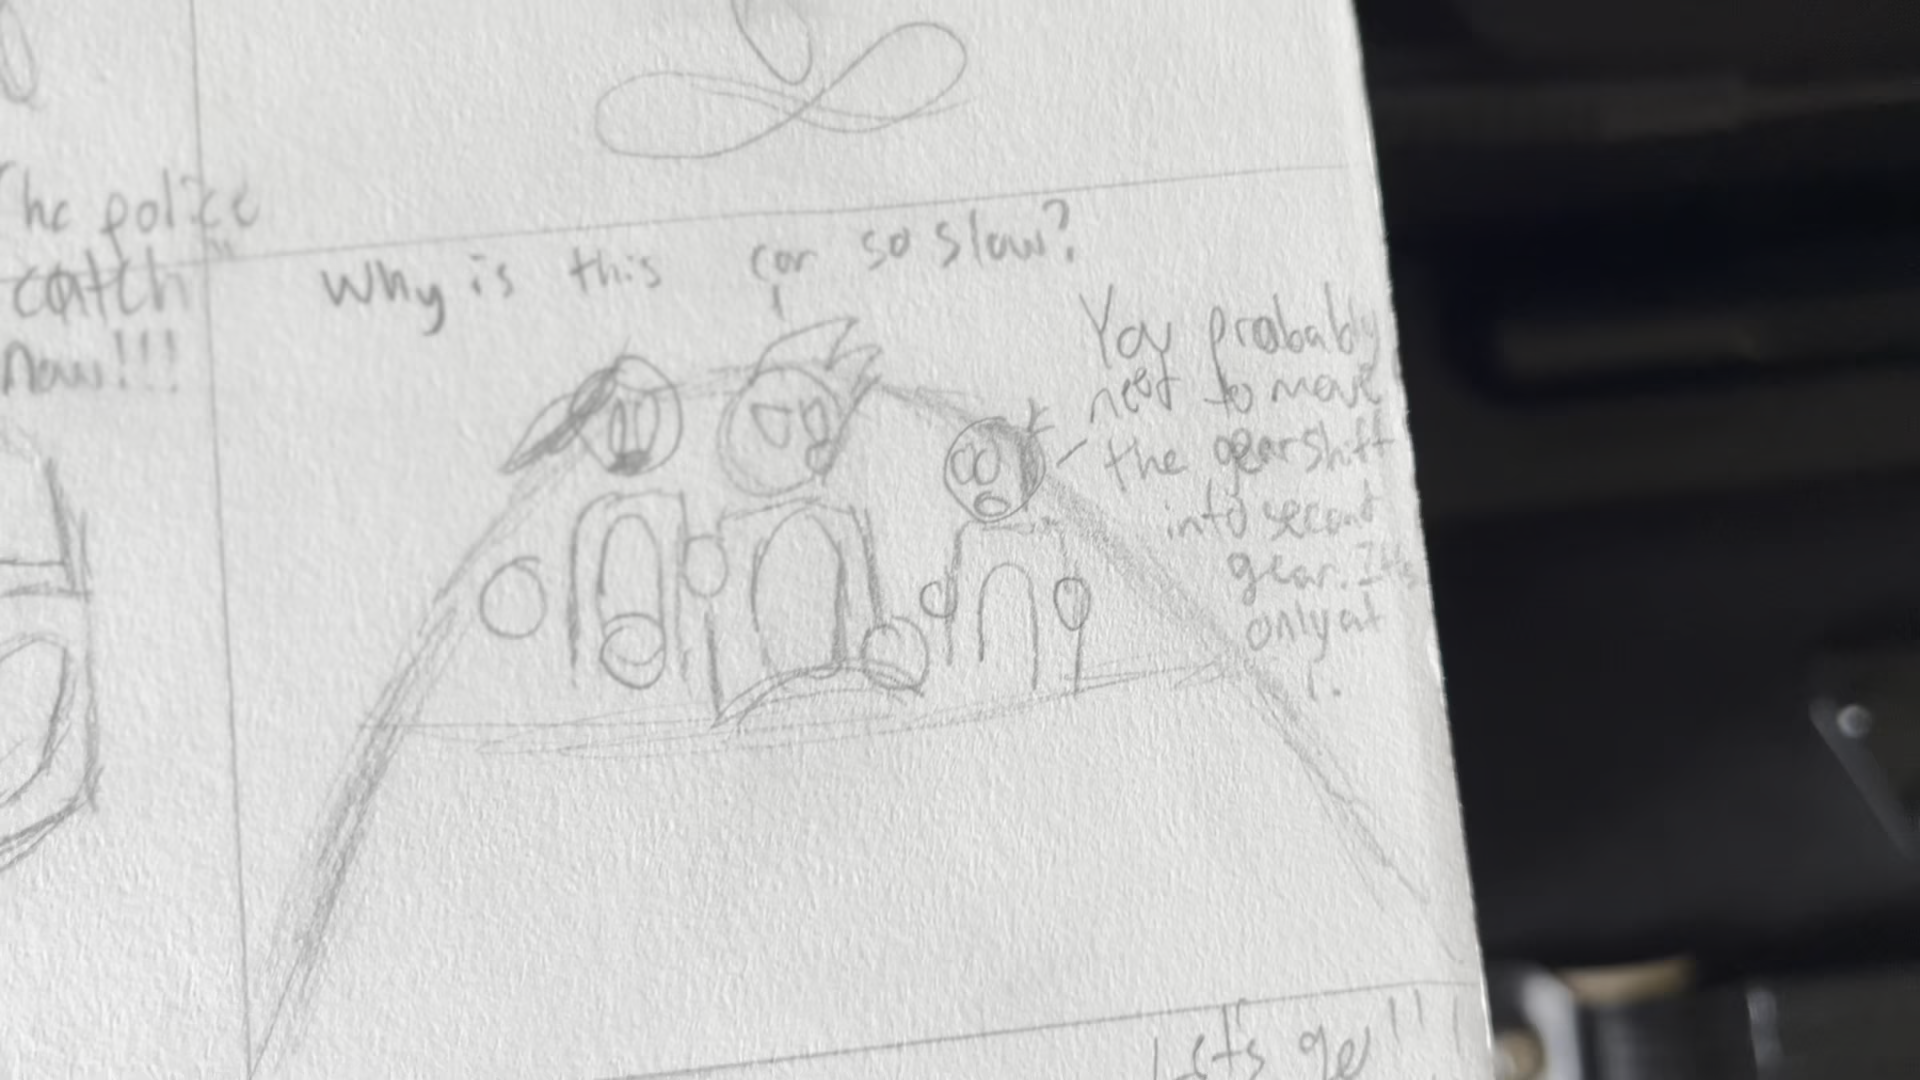 The police
catch
now!!!
Why is this car so slow?
You probably
need to move
the gearshift
into second
gear. It's
only at
1.
Let's go!!!